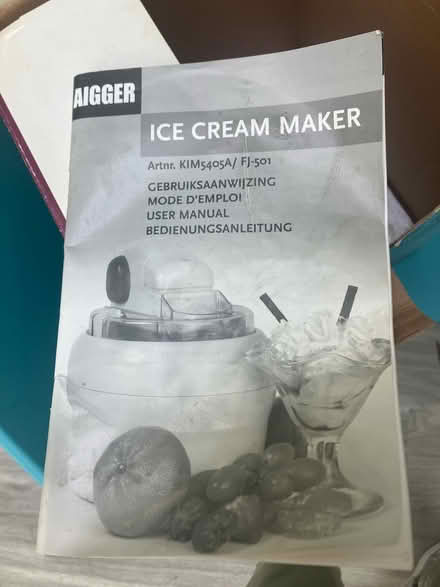 AIGGER
ICE CREAM MAKER
Artnr. KIM5405A/ FJ-501
GEBRUIKSAANWIJZING
MODE D'EMPLOI
USER MANUAL
BEDIENUNGSANLEITUNG